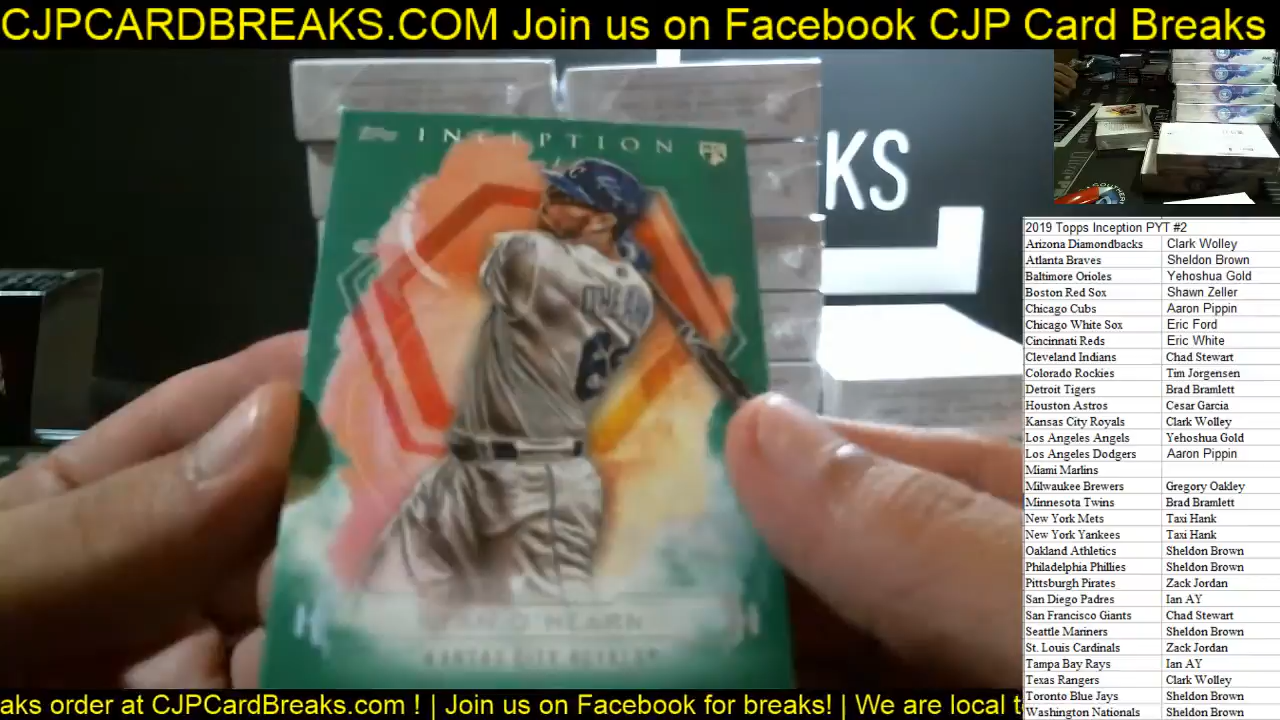 CJPCARDBREAKS.COM Join us on Facebook CJP Card Breaks
INCEPTION
KS
2019 Topps Inception PYT #2
Arizona Diamondbacks Clark Wolley
Atlanta Braves Sheldon Brown
Baltimore Orioles Yehoshua Gold
Boston Red Sox Shawn Zeller
Chicago Cubs Aaron Pippin
Chicago White Sox Eric Ford
Cincinnati Reds Eric White
Cleveland Indians Chad Stewart
Colorado Rockies Tim Jorgensen
Detroit Tigers Brad Bramlett
Houston Astros Cesar Garcia
Kansas City Royals Clark Wolley
Los Angeles Angels Yehoshua Gold
Los Angeles Dodgers Aaron Pippin
Miami Marlins
Milwaukee Brewers Gregory Oakley
Minnesota Twins Brad Bramlett
New York Mets Taxi Hank
New York Yankees Taxi Hank
Oakland Athletics Sheldon Brown
Philadelphia Phillies Sheldon Brown
Pittsburgh Pirates Zack Jordan
San Diego Padres Ian AY
San Francisco Giants Chad Stewart
Seattle Mariners Sheldon Brown
St. Louis Cardinals Zack Jordan
Tampa Bay Rays Ian AY
Texas Rangers Clark Wolley
Toronto Blue Jays Sheldon Brown
Washington Nationals Sheldon Brown
aks order at CJPCardBreaks.com ! | Join us on Facebook for breaks! | We are local t